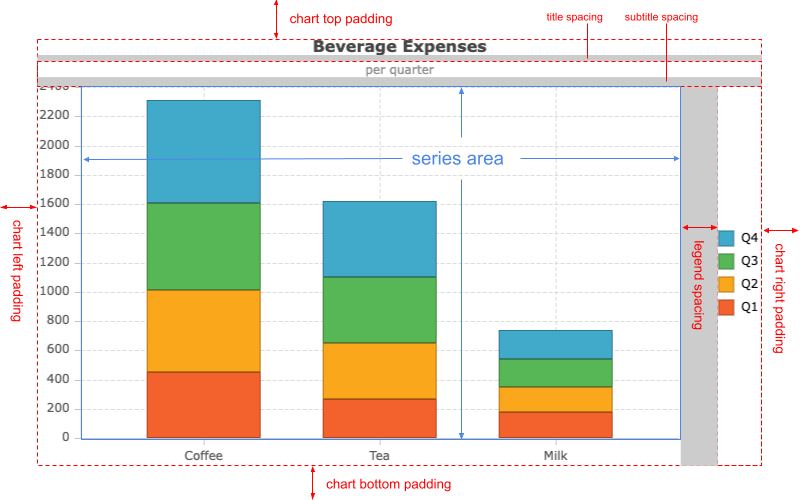 chart top padding
title spacing
subtitle spacing
Beverage Expenses
per quarter
2400
2200
2000
1800
1600
1400
1200
1000
800
600
400
200
0
series area
chart left padding
legend spacing
Q4
Q3
Q2
Q1
chart right padding
Coffee
Tea
Milk
chart bottom padding